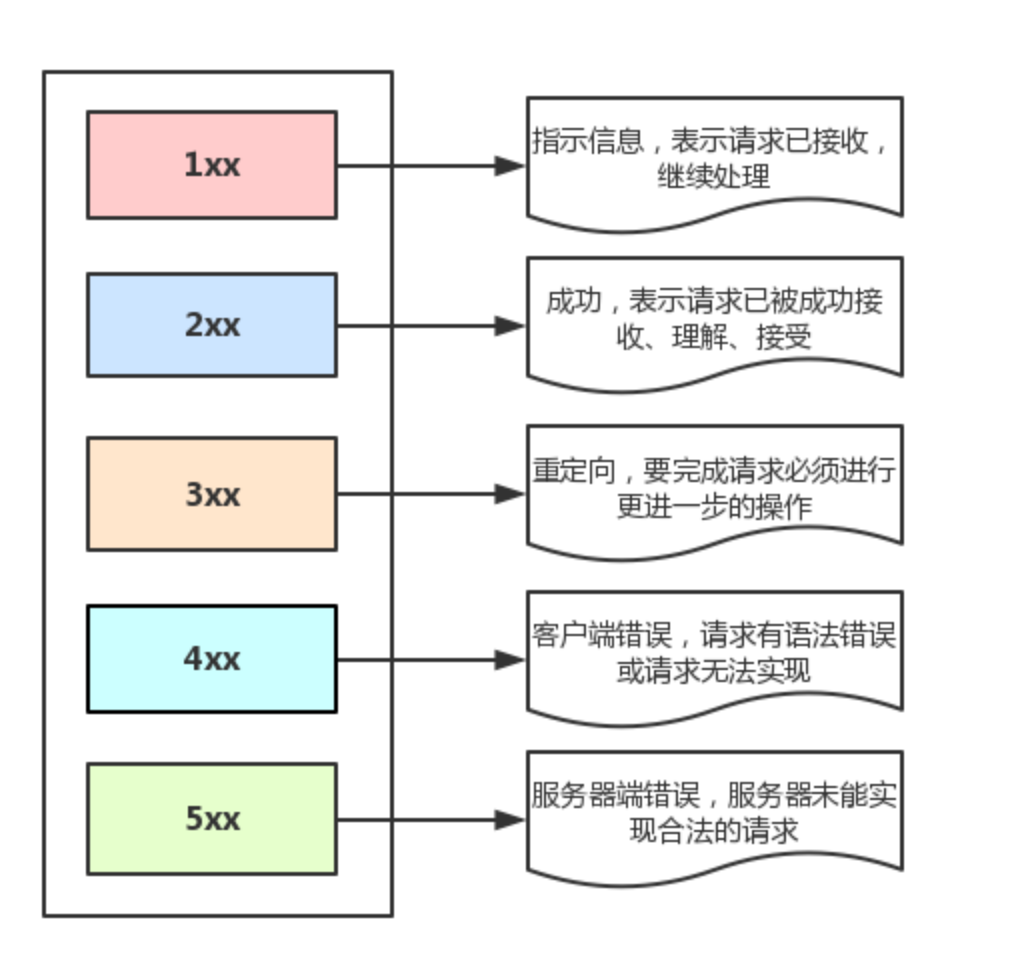 1xx
指示信息，表示请求已接收，
继续处理
2xx
成功，表示请求已被成功接
收、理解、接受
3xx
重定向，要完成请求必须进行
更进一步的操作
4xx
客户端错误，请求有语法错误
或请求无法实现
5xx
服务器端错误，服务器未能实
现合法的请求